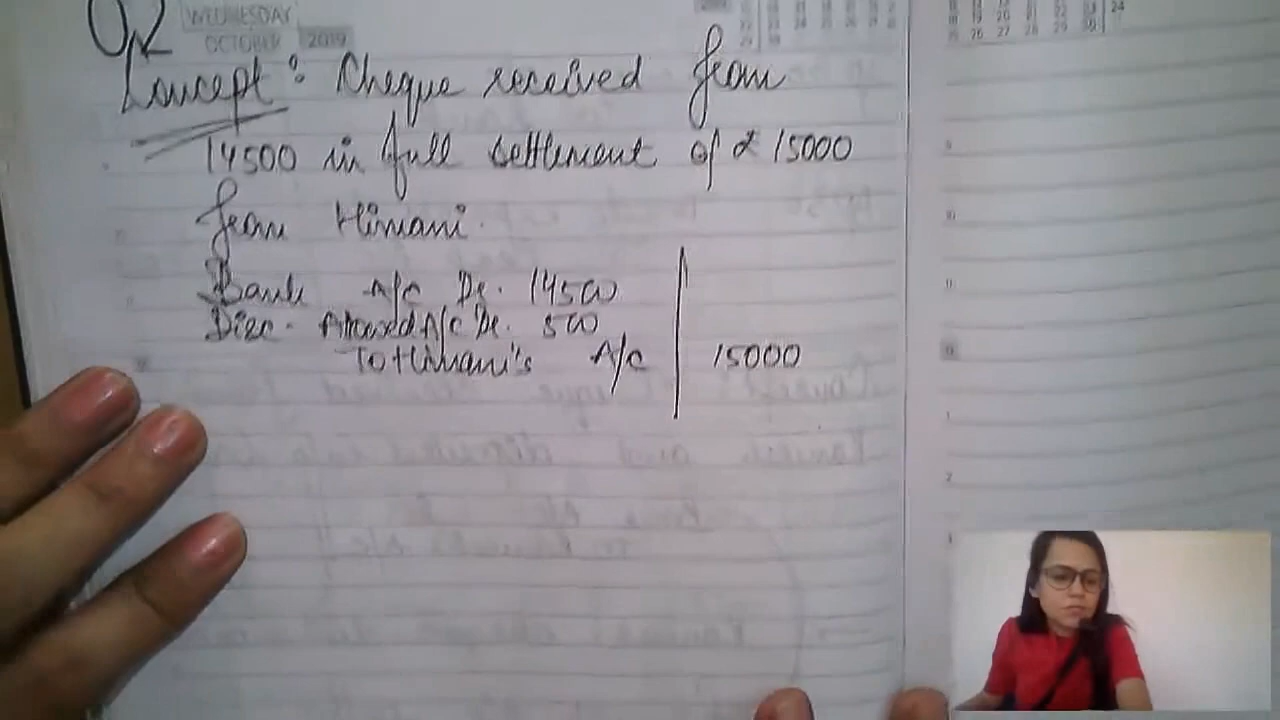 Q2
WEDNESDAY
OCTOBER 2019
Concept : Cheque received from
14500 in full settlement of ₹ 15000
from Himani.
Bank A/c Dr. 14500
Disc. Allowed A/c Dr. 500
To Himani's A/c 15000